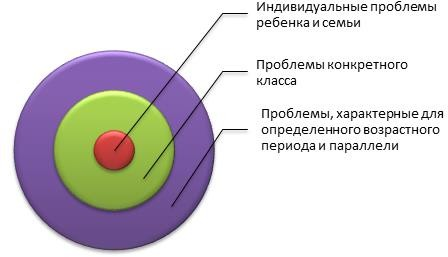 Индивидуальные проблемы
ребенка и семьи
Проблемы конкретного
класса
Проблемы, характерные для
определенного возрастного
периода и параллели